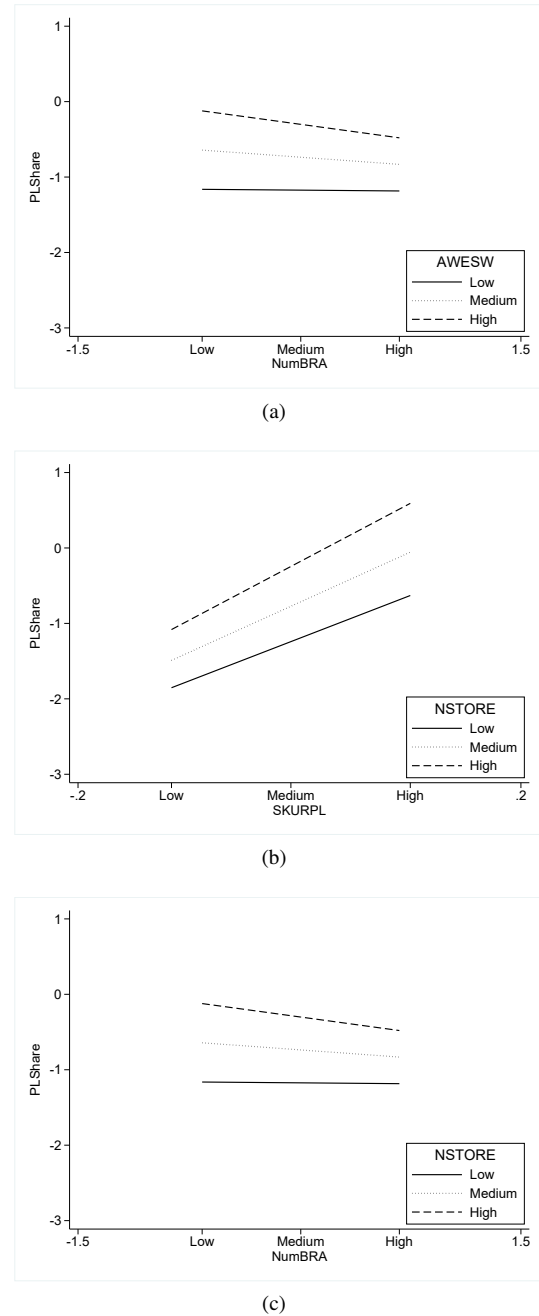 1
0
-1
-2
-3
PLShare
-1.5 Low Medium High 1.5
NumBRA
AWESW
Low
Medium
High
(a)
1
0
-1
-2
-3
PLShare
-.2 Low Medium High .2
SKURPL
NSTORE
Low
Medium
High
(b)
1
0
-1
-2
-3
PLShare
-1.5 Low Medium High 1.5
NumBRA
NSTORE
Low
Medium
High
(c)